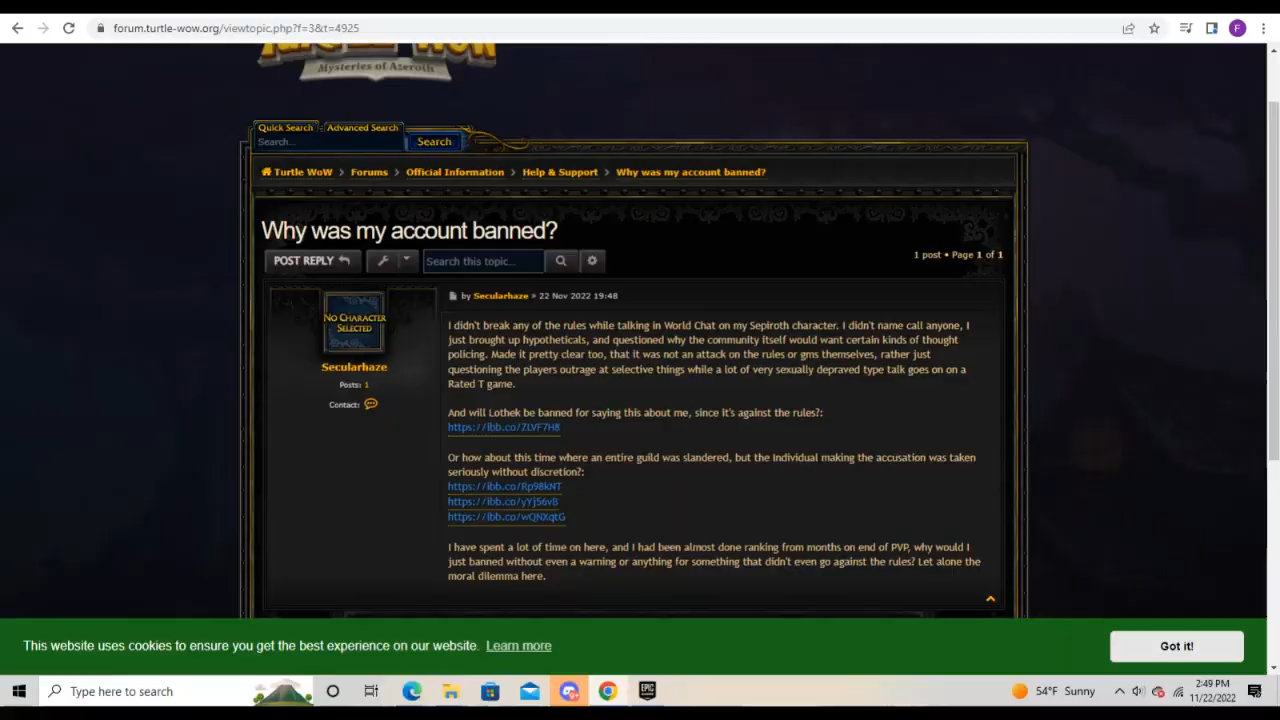 forum.turtle-wow.org/viewtopic.php?f=3&t=4925
F
Mysteries of Azeroth
Quick Search
Advanced Search
Search...
Search
Turtle WoW > Forums > Official Information > Help & Support > Why was my account banned?
Why was my account banned?
POST REPLY
Search this topic...
1 post • Page 1 of 1
by Secularhaze » 22 Nov 2022 19:48
NO CHARACTER
SELECTED
Secularhaze
Posts: 1
Contact:
I didn't break any of the rules while talking in World Chat on my Sepiroth character. I didn't name call anyone, I
just brought up hypotheticals, and questioned why the community itself would want certain kinds of thought
policing. Made it pretty clear too, that it was not an attack on the rules or gms themselves, rather just
questioning the players outrage at selective things while a lot of very sexually depraved type talk goes on on a
Rated T game.
And will Lothek be banned for saying this about me, since it's against the rules?:
https://ibb.co/ZLVF7H8
Or how about this time where an entire guild was slandered, but the Individual making the accusation was taken
seriously without discretion?:
https://ibb.co/Rp98kNT
https://ibb.co/yYj56vB
https://ibb.co/wQNXqtG
I have spent a lot of time on here, and I had been almost done ranking from months on end of PVP, why would I
just banned without even a warning or anything for something that didn't even go against the rules? Let alone the
moral dilemma here.
This website uses cookies to ensure you get the best experience on our website. Learn more
Got it!
Type here to search
EPIC
54°F Sunny
2:49 PM
11/22/2022